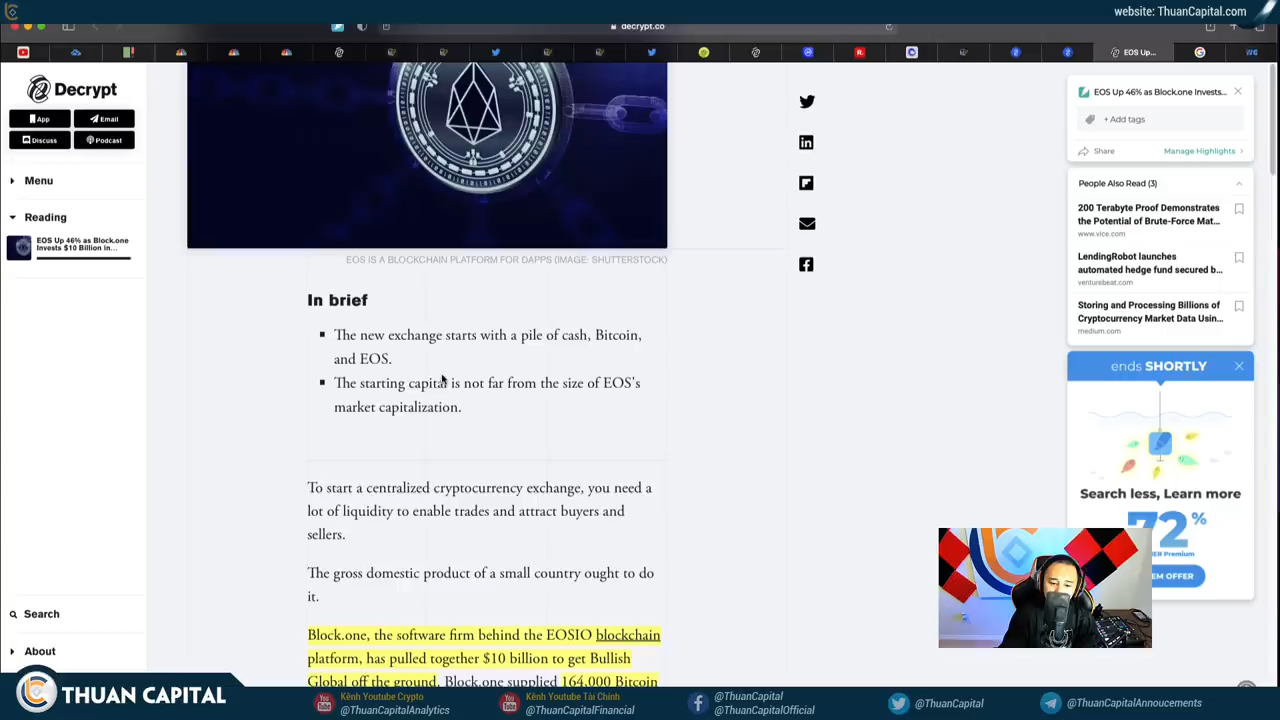 website: ThuanCapital.com
decrypt.co
EOS Up...
Decrypt
App
Email
Discuss
Podcast
Menu
Reading
EOS Up 46% as Block.one
Invests $10 Billion in...
Search
About
EOS IS A BLOCKCHAIN PLATFORM FOR DAPPS (IMAGE: SHUTTERSTOCK)
In brief
The new exchange starts with a pile of cash, Bitcoin,
and EOS.
The starting capital is not far from the size of EOS's
market capitalization.
To start a centralized cryptocurrency exchange, you need a
lot of liquidity to enable trades and attract buyers and
sellers.
The gross domestic product of a small country ought to do
it.
Block.one, the software firm behind the EOSIO blockchain
platform, has pulled together $10 billion to get Bullish
Global off the ground. Block.one supplied 164,000 Bitcoin
EOS Up 46% as Block.one Invests...
+ Add tags
Share
Manage Highlights
People Also Read (3)
200 Terabyte Proof Demonstrates
the Potential of Brute-Force Mat...
www.vice.com
LendingRobot launches
automated hedge fund secured b...
venturebeat.com
Storing and Processing Billions of
Cryptocurrency Market Data Usin...
medium.com
ends SHORTLY
Search less, Learn more
72%
Premium
OFFER
THUAN CAPITAL
Kênh Youtube Crypto
@ThuanCapitalAnalytics
Kênh Youtube Tài Chính
@ThuanCapitalFinancial
@ThuanCapital
@ThuanCapitalOfficial
@ThuanCapital
@ThuanCapitalAnnoucements